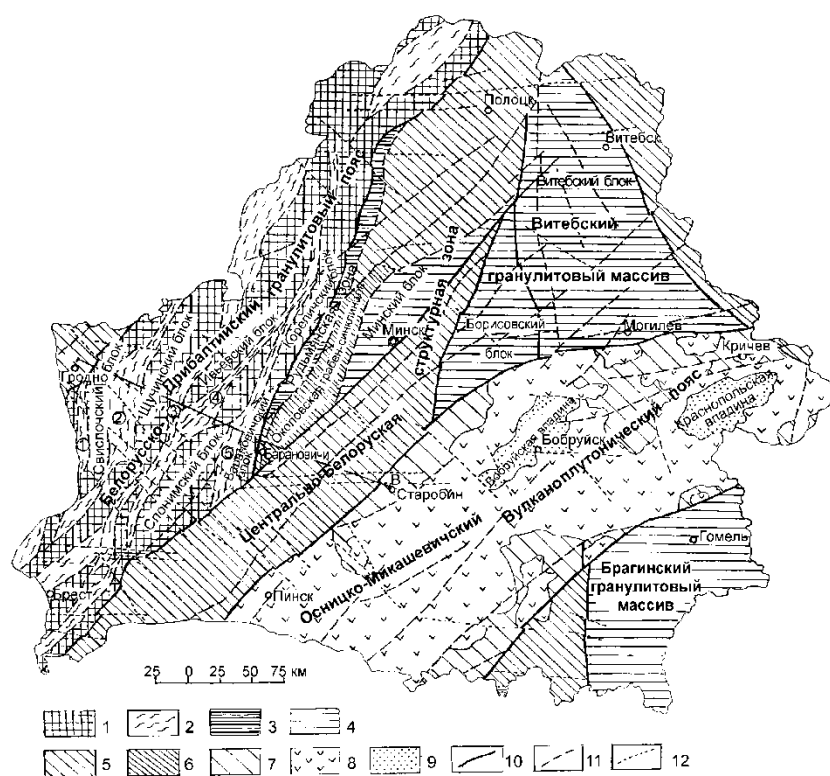 Полоцк
Витебск
Витебский блок
Витебский
гранулитовый массив
Борисовский
блок
Могилев
Кричев
Краснопольская
впадина
Минский блок
Минск
структурная зона
Центрально-Белоруская
Белорусско-Прибалтийский гранулитовый пояс
Гродно
Свислочский блок
Щучинский блок
Ивьевский блок
Слонимский блок
Барановичи
Бобруйская впадина
Бобруйск
Старобин
Осницко-Микашевичский Вулканоплутонический пояс
Гомель
Брагинский
гранулитовый
массив
Пинск
Брест
25 0 25 50 75 км
1 2 3 4
5 6 7 8 9 10 11 12